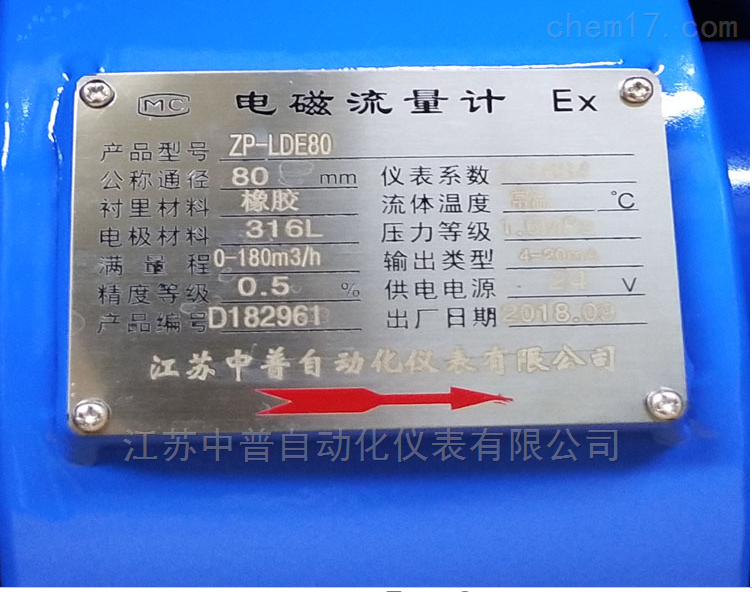 chem17.com
MC 电磁流量计 Ex
产品型号 ZP-LDE80
公称通径 80 mm 仪表系数
衬里材料 橡胶 流体温度 常温 ℃
电极材料 316L 压力等级
满量程 0-180m3/h 输出类型 4-20mA
精度等级 0.5 % 供电电源 24 V
产品编号 D182961 出厂日期 2018.03
江苏中普自动化仪表有限公司
江苏中普自动化仪表有限公司